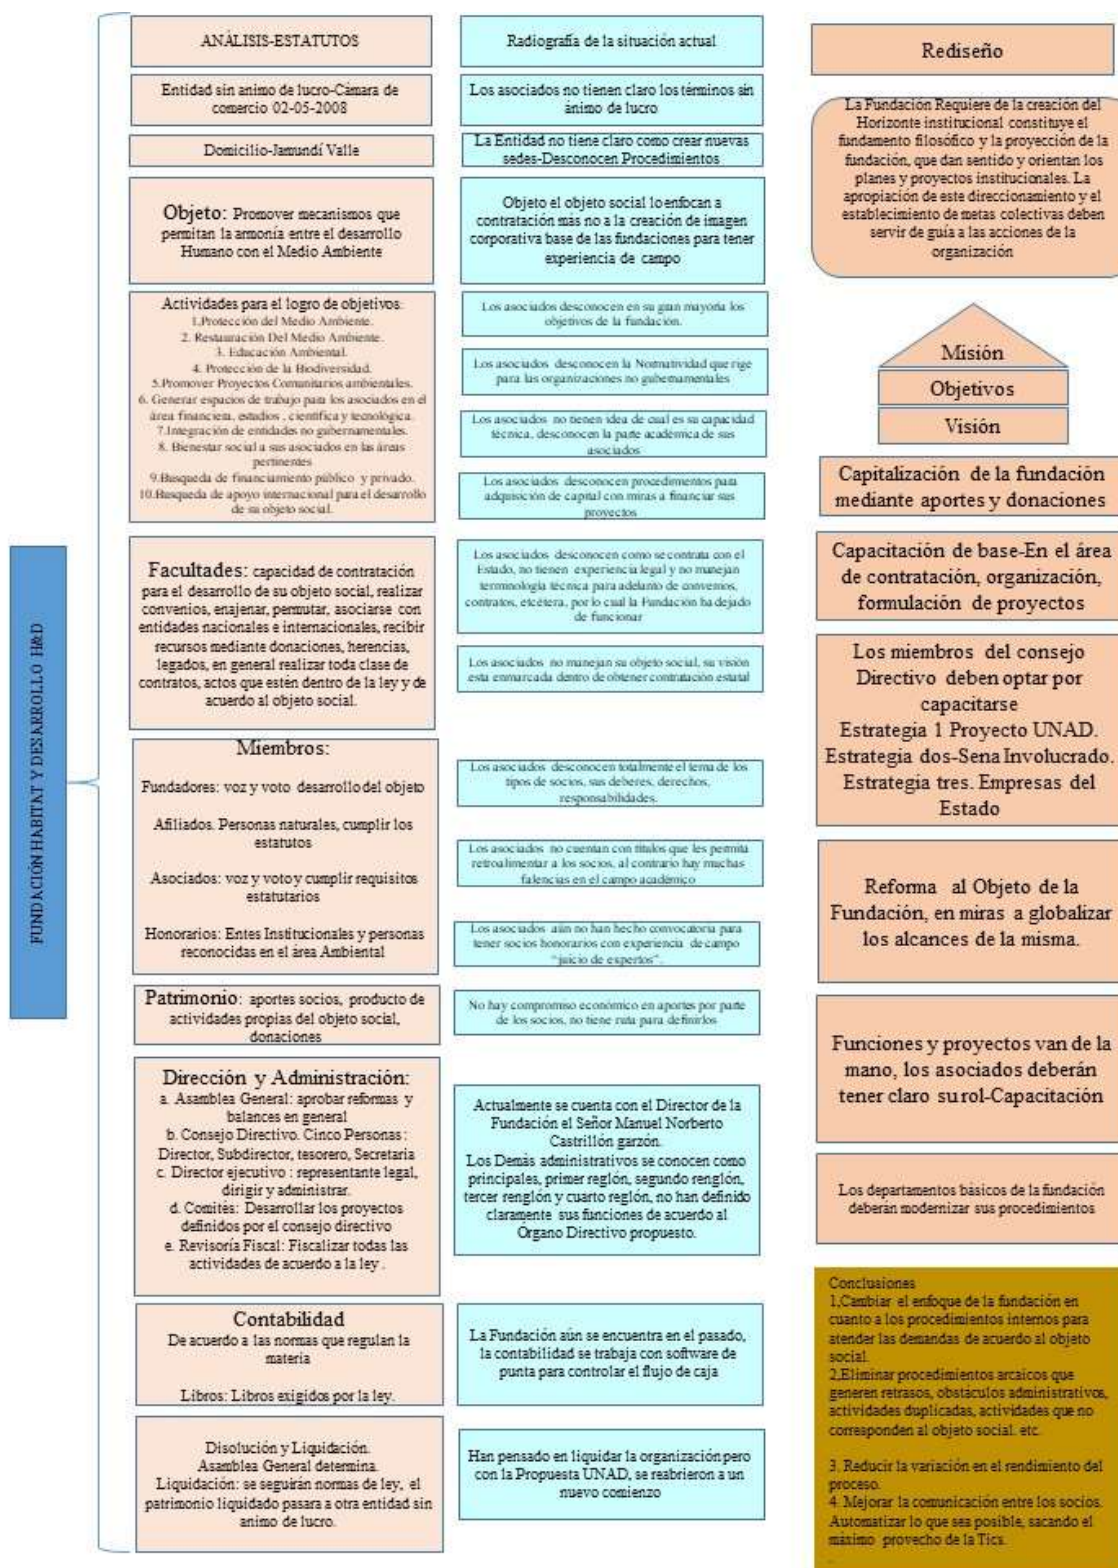 FUNDACIÓN HABITAT Y DESARROLLO H&D
ANÁLISIS-ESTATUTOS
Entidad sin animo de lucro-Cámara de
comercio 02-05-2008
Domicilio-Jamundí Valle
Objeto: Promover mecanismos que
permitan la armonía entre el desarrollo
Humano con el Medio Ambiente
Actividades para el logro de objetivos:
1,Protección del Medio Ambiente.
2. Restauración Del Medio Ambiente.
3. Educación Ambiental.
4. Protección de la Biodiversidad.
5.Promover Proyectos Comunitarios ambientales.
6. Generar espacios de trabajo para los asociados en el
área financiera, estudios , científica y tecnológica.
7.Integración de entidades no gubernamentales.
8. Bienestar social a sus asociados en las áreas
pertinentes
9.Busqueda de financiamiento público y privado.
10.Busqueda de apoyo internacional para el desarrollo
de su objeto social.
Facultades: capacidad de contratación
para el desarrollo de su objeto social, realizar
convenios, enajenar, permutar, asociarse con
entidades nacionales e internacionales, recibir
recursos mediante donaciones, herencias,
legados, en general realizar toda clase de
contratos, actos que estén dentro de la ley y de
acuerdo al objeto social.
Miembros:
Fundadores: voz y voto desarrollo del objeto
Afiliados. Personas naturales, cumplir los
estatutos
Asociados: voz y voto y cumplir requisitos
estatutarios
Honorarios: Entes Institucionales y personas
reconocidas en el área Ambiental
Patrimonio: aportes socios, producto de
actividades propias del objeto social,
donaciones
Dirección y Administración:
a. Asamblea General: aprobar reformas y
balances en general
b. Consejo Directivo. Cinco Personas :
Director, Subdirector, tesorero, Secretaria
c. Director ejecutivo : representante legal,
dirigir y administrar.
d. Comités: Desarrollar los proyectos
definidos por el consejo directivo
e. Revisoría Fiscal: Fiscalizar todas las
actividades de acuerdo a la ley .
Contabilidad
De acuerdo a las normas que regulan la
materia
Libros: Libros exigidos por la ley.
Disolución y Liquidación.
Asamblea General determina.
Liquidación: se seguirán normas de ley, el
patrimonio liquidado pasara a otra entidad sin
animo de lucro.
Radiografía de la situación actual
Los asociados no tienen claro los términos sin
ánimo de lucro
La Entidad no tiene claro como crear nuevas
sedes-Desconocen Procedimientos
Objeto el objeto social lo enfocan a
contratación más no a la creación de imagen
corporativa base de las fundaciones para tener
experiencia de campo
Los asociados desconocen en su gran mayoría los
objetivos de la fundación.
Los asociados desconocen la Normatividad que rige
para las organizaciones no gubernamentales
Los asociados no tienen idea de cual es su capacidad
técnica, desconocen la parte académica de sus
asociados
Los asociados desconocen procedimientos para
adquisición de capital con miras a financiar sus
proyectos
Los asociados desconocen como se contrata con el
Estado, no tienen experiencia legal y no manejan
terminología técnica para adelanto de convenios,
contratos, etcétera, por lo cual la Fundación ha dejado
de funcionar
Los asociados no manejan su objeto social, su visión
esta enmarcada dentro de obtener contratación estatal
Los asociados desconocen totalmente el tema de los
tipos de socios, sus deberes, derechos,
responsabilidades.
Los asociados no cuentan con títulos que les permita
retroalimentar a los socios, al contrario hay muchas
falencias en el campo académico
Los asociados aún no han hecho convocatoria para
tener socios honorarios con experiencia de campo
"juicio de expertos".
No hay compromiso económico en aportes por parte
de los socios, no tiene ruta para definirlos
Actualmente se cuenta con el Director de la
Fundación el Señor Manuel Norberto
Castrillón garzón.
Los Demás administrativos se conocen como
principales, primer reglón, segundo renglón,
tercer renglón y cuarto reglón, no han definido
claramente sus funciones de acuerdo al
Órgano Directivo propuesto.
La Fundación aún se encuentra en el pasado,
la contabilidad se trabaja con software de
punta para controlar el flujo de caja
Han pensado en liquidar la organización pero
con la Propuesta UNAD, se reabrieron a un
nuevo comienzo
Rediseño
La Fundación Requiere de la creación del
Horizonte institucional constituye el
fundamento filosófico y la proyección de la
fundación, que dan sentido y orientan los
planes y proyectos institucionales. La
apropiación de este direccionamiento y el
establecimiento de metas colectivas deben
servir de guía a las acciones de la
organización
Misión
Objetivos
Visión
Capitalización de la fundación
mediante aportes y donaciones
Capacitación de base-En el área
de contratación, organización,
formulación de proyectos
Los miembros del consejo
Directivo deben optar por
capacitarse
Estrategia 1 Proyecto UNAD.
Estrategia dos-Sena Involucrado.
Estrategia tres. Empresas del
Estado
Reforma al Objeto de la
Fundación, en miras a globalizar
los alcances de la misma.
Funciones y proyectos van de la
mano, los asociados deberán
tener claro su rol-Capacitación
Los departamentos básicos de la fundación
deberán modernizar sus procedimientos
Conclusiones
1,Cambiar el enfoque de la fundación en
cuanto a los procedimientos internos para
atender las demandas de acuerdo al objeto
social.
2,Eliminar procedimientos arcaicos que
generen retrasos, obstáculos administrativos,
actividades duplicadas, actividades que no
corresponden al objeto social. etc.
3. Reducir la variación en el rendimiento del
proceso.
4. Mejorar la comunicación entre los socios.
Automatizar lo que sea posible, sacando el
máximo provecho de la Tics.